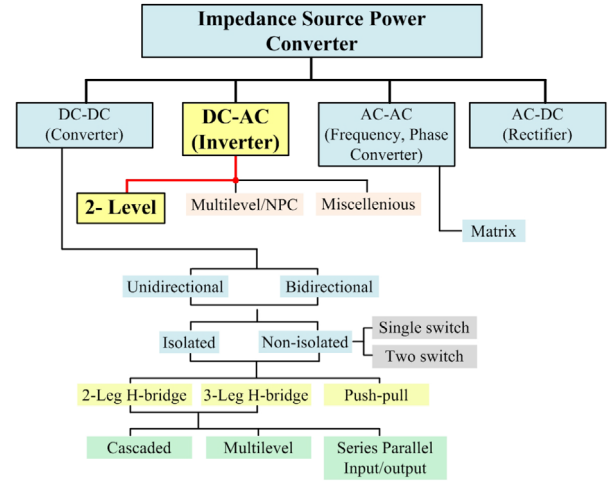 Impedance Source Power
Converter
DC-DC
(Converter)
DC-AC
(Inverter)
AC-AC
(Frequency, Phase
Converter)
AC-DC
(Rectifier)
2- Level
Multilevel/NPC
Miscellenious
Matrix
Unidirectional
Bidirectional
Isolated
Non-isolated
Single switch
Two switch
2-Leg H-bridge
3-Leg H-bridge
Push-pull
Cascaded
Multilevel
Series Parallel
Input/output